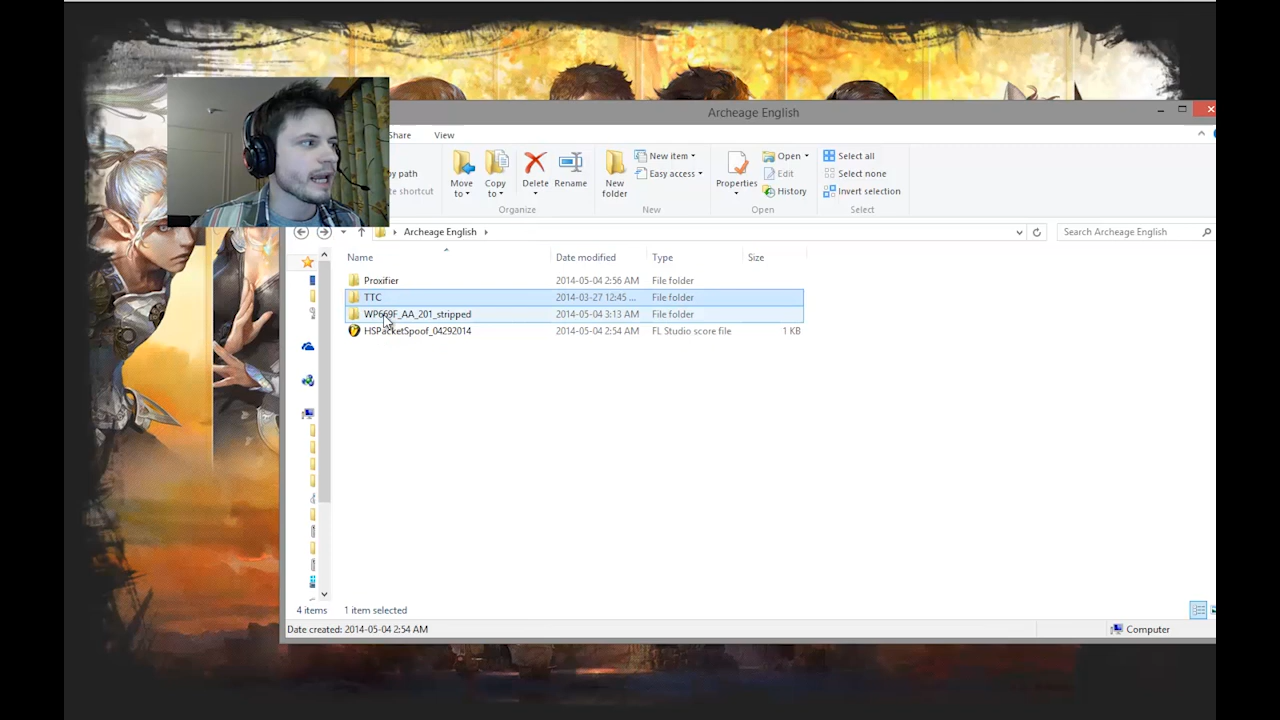 Archeage English
Share View
y path
te shortcut
Move to
Copy to
Delete
Rename
New folder
New item
Easy access
Properties
Open
Edit
History
Select all
Select none
Invert selection
Organize New Open Select
Archeage English Search Archeage English
Name Date modified Type Size
Proxifier 2014-05-04 2:56 AM File folder
TTC 2014-03-27 12:45 ... File folder
WP669F_AA_201_stripped 2014-05-04 3:13 AM File folder
HSPacketSpoof_04292014 2014-05-04 2:54 AM FL Studio score file 1 KB
4 items 1 item selected
Date created: 2014-05-04 2:54 AM Computer